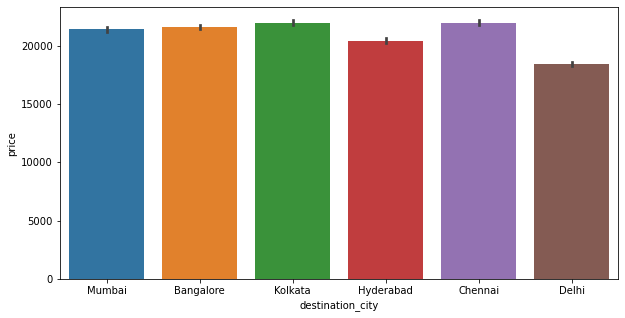 20000
15000
10000
5000
0
price
Mumbai Bangalore Kolkata Hyderabad Chennai Delhi
destination_city